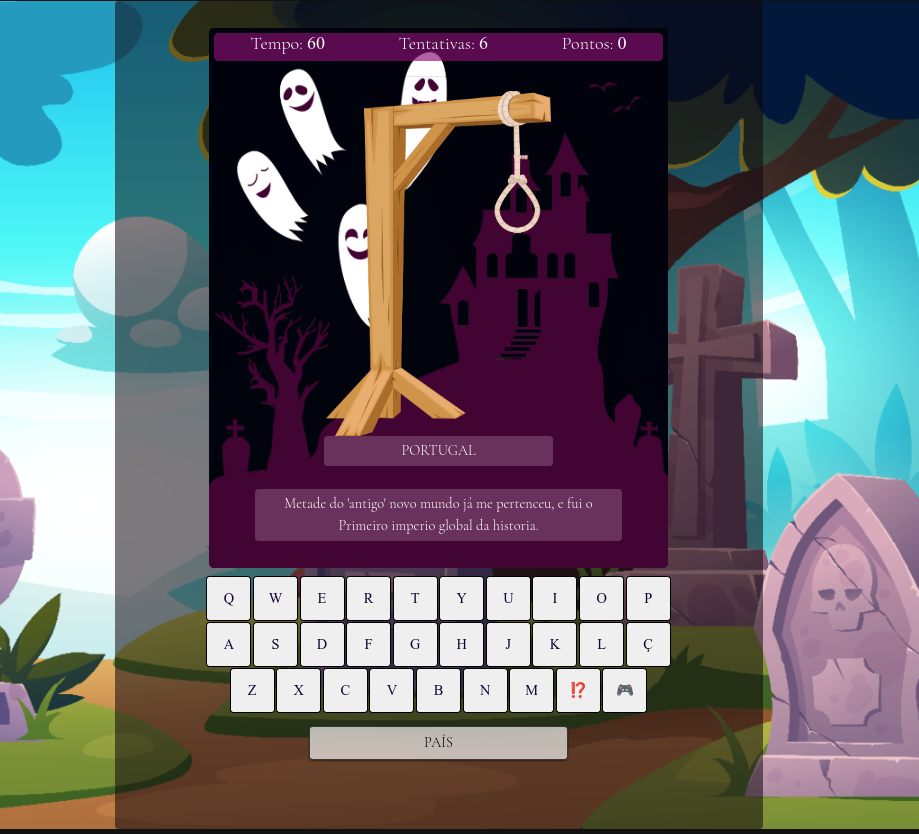 Tempo: 60 Tentativas: 6 Pontos: 0
PORTUGAL
Metade do 'antigo' novo mundo já me pertenceu, e fui o
Primeiro imperio global da historia.
Q W E R T Y U I O P
A S D F G H J K L Ç
Z X C V B N M ⁉️ 🎮
PAÍS